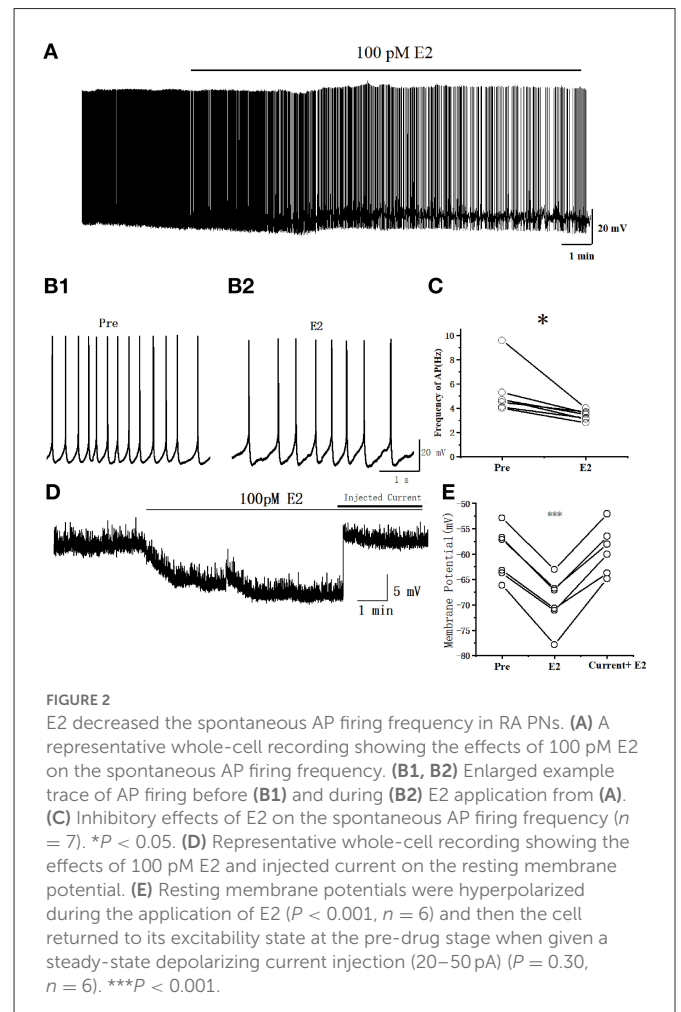 A
100 pM E2
20 mV
1 min
B1
B2
C
Pre
E2
*
20 mV
1 s
Frequency of AP(Hz)
10
8
6
4
2
0
Pre
E2
D
100pM E2
Injected Current
5 mV
1 min
E
***
Membrane Potential(mV)
-50
-55
-60
-65
-70
-75
-80
Pre
E2
Current+ E2
FIGURE 2
E2 decreased the spontaneous AP firing frequency in RA PNs. (A) A
representative whole-cell recording showing the effects of 100 pM E2
on the spontaneous AP firing frequency. (B1, B2) Enlarged example
trace of AP firing before (B1) and during (B2) E2 application from (A).
(C) Inhibitory effects of E2 on the spontaneous AP firing frequency (n
= 7). *P < 0.05. (D) Representative whole-cell recording showing the
effects of 100 pM E2 and injected current on the resting membrane
potential. (E) Resting membrane potentials were hyperpolarized
during the application of E2 (P < 0.001, n = 6) and then the cell
returned to its excitability state at the pre-drug stage when given a
steady-state depolarizing current injection (20–50 pA) (P = 0.30,
n = 6). ***P < 0.001.